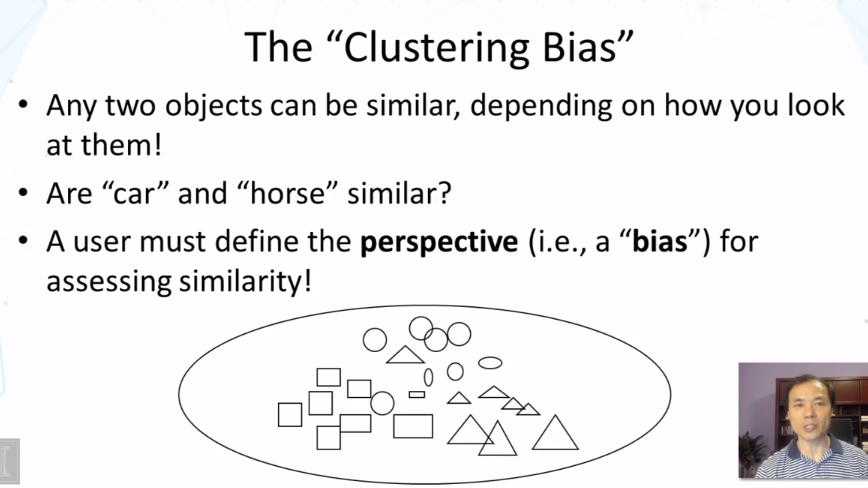 The “Clustering Bias”
• Any two objects can be similar, depending on how you look
at them!
• Are “car” and “horse” similar?
• A user must define the perspective (i.e., a “bias”) for
assessing similarity!